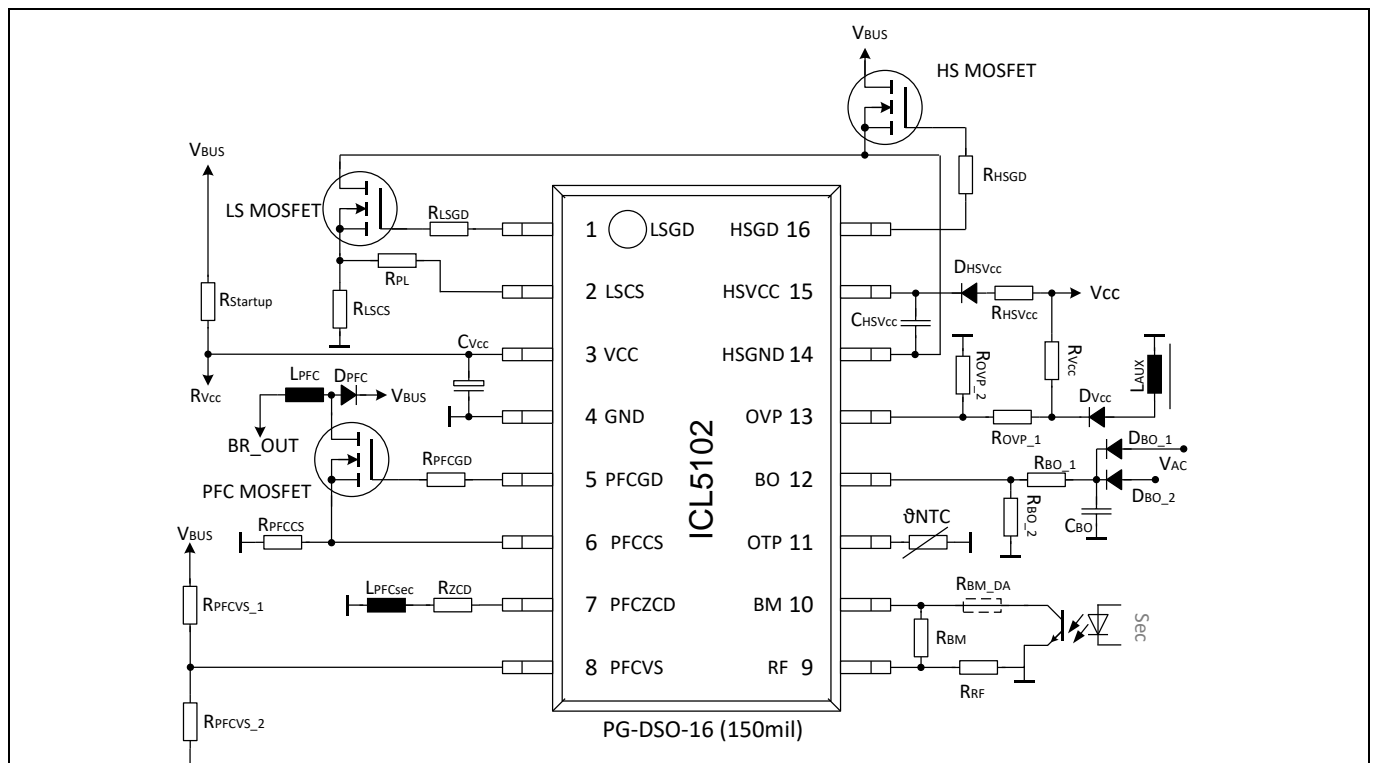 VBUS
HS MOSFET
VBUS
RHSGD
LS MOSFET
RLSGD
1 LSGD
HSGD 16
RPL
DHSVcc
2 LSCS
HSVCC 15
Vcc
RStartup
RLSCS
CHSVcc
RHSVcc
CVcc
3 VCC
HSGND 14
ROVP_2
RVcc
LAUX
RVcc
LPFC
DPFC
VBUS
DVcc
4 GND
OVP 13
ROVP_1
BR_OUT
DBO_1
RPFCGD
RBO_1
VAC
PFC MOSFET
5 PFCGD
BO 12
DBO_2
ICL5102
RBO_2
CBO
VBUS
RPFCCS
ϑNTC
6 PFCCS
OTP 11
LPFCsec
RZCD
RBM_DA
RPFCVS_1
7 PFCZCD
BM 10
Sec
RBM
8 PFCVS
RF 9
RRF
RPFCVS_2
PG-DSO-16 (150mil)